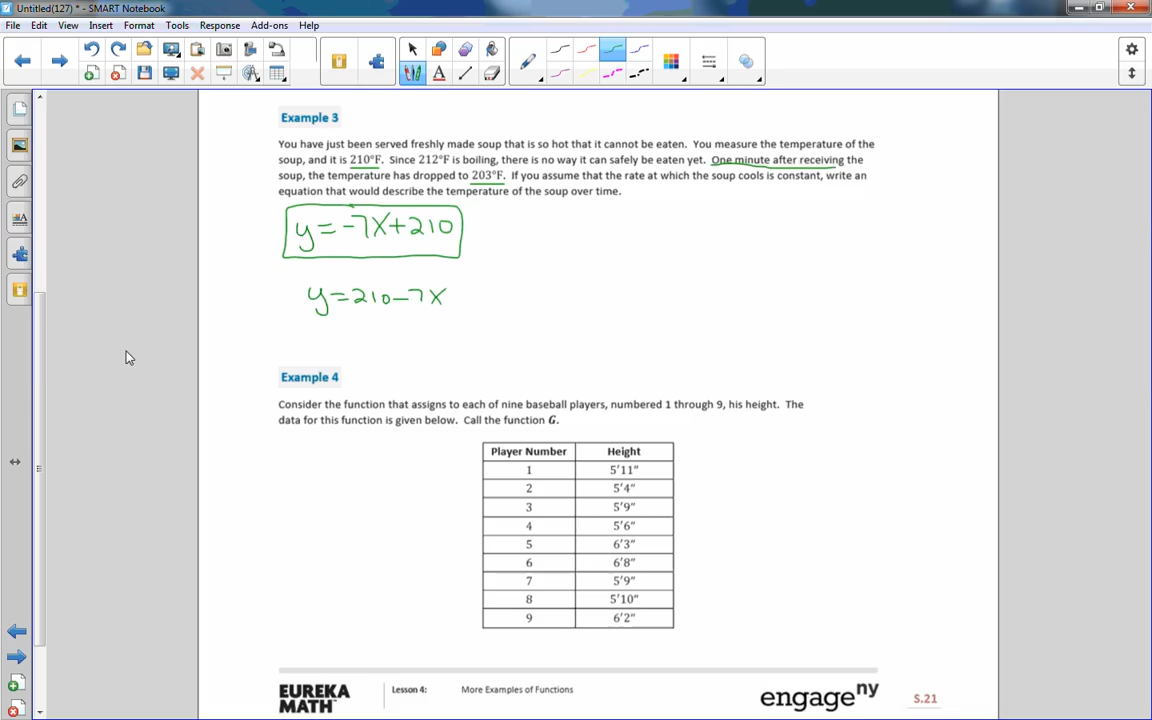 Untitled(127) * - SMART Notebook
File Edit View Insert Format Tools Response Add-ons Help
Example 3
You have just been served freshly made soup that is so hot that it cannot be eaten. You measure the temperature of the
soup, and it is 210°F. Since 212°F is boiling, there is no way it can safely be eaten yet. One minute after receiving the
soup, the temperature has dropped to 203°F. If you assume that the rate at which the soup cools is constant, write an
equation that would describe the temperature of the soup over time.
y=-7x+210
y=210-7x
Example 4
Consider the function that assigns to each of nine baseball players, numbered 1 through 9, his height. The
data for this function is given below. Call the function G.
Player Number Height
1 5'11"
2 5'4"
3 5'9"
4 5'6"
5 6'3"
6 6'8"
7 5'9"
8 5'10"
9 6'2"
EUREKA
MATH™
Lesson 4: More Examples of Functions
engage ny
S.21